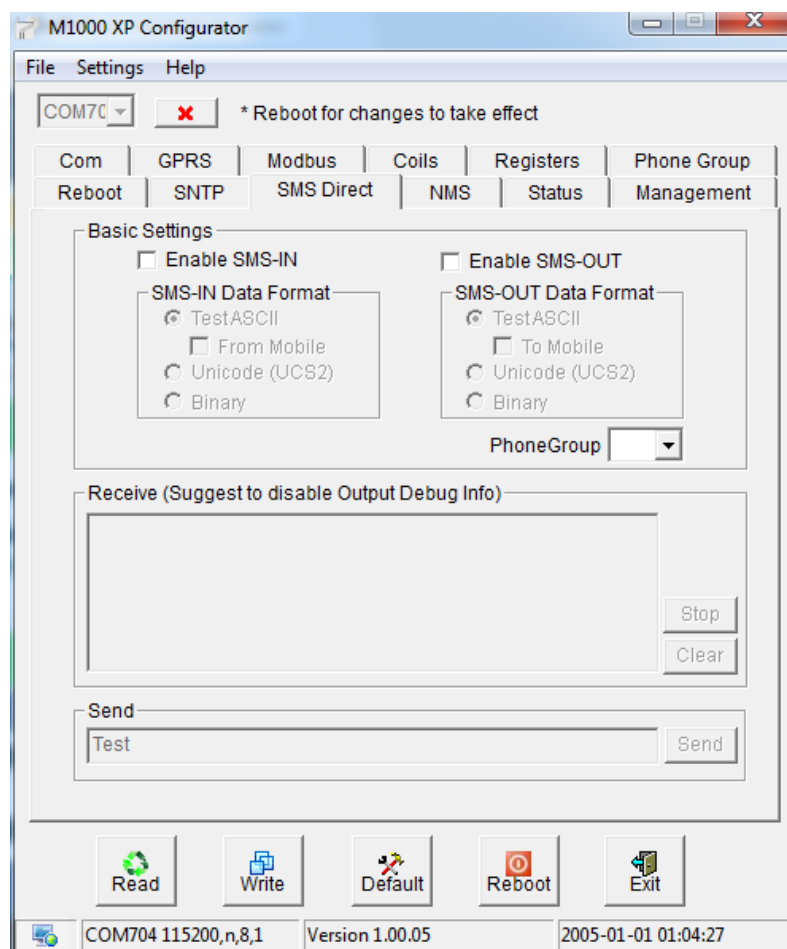 M1000 XP Configurator
File Settings Help
COM70 * Reboot for changes to take effect
Com GPRS Modbus Coils Registers Phone Group
Reboot SNTP SMS Direct NMS Status Management
Basic Settings
Enable SMS-IN Enable SMS-OUT
SMS-IN Data Format SMS-OUT Data Format
TestASCII TestASCII
From Mobile To Mobile
Unicode (UCS2) Unicode (UCS2)
Binary Binary
PhoneGroup
Receive (Suggest to disable Output Debug Info)
Stop
Clear
Send
Test Send
Read Write Default Reboot Exit
COM704 115200,n,8,1 Version 1.00.05 2005-01-01 01:04:27